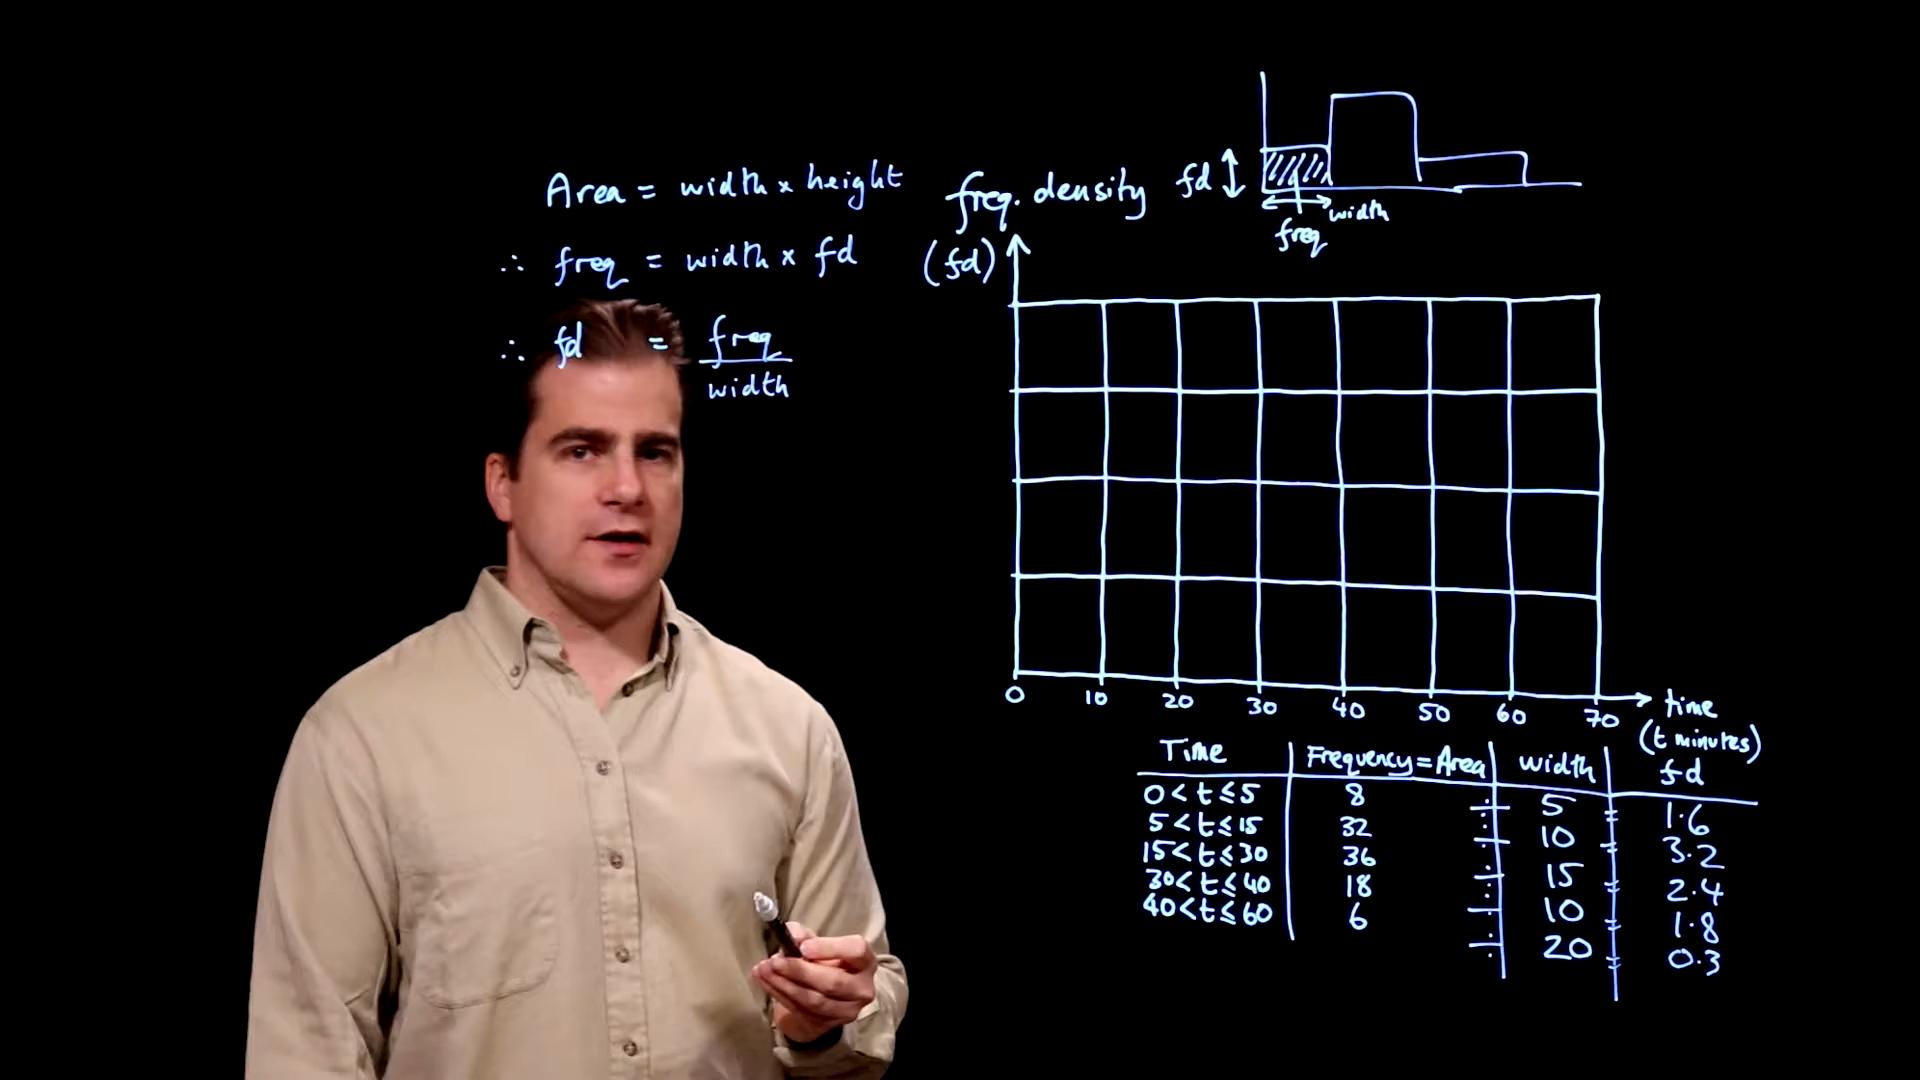 Area = width x height
∴ freq = width x fd
∴ fd = freq
width
freq. density
(fd)
fd
width
freq
0 10 20 30 40 50 60 70
time
(t minutes)
Time Frequency = Area width fd
0 < t ≤ 5 8 ÷ 5 = 1.6
5 < t ≤ 15 32 ÷ 10 = 3.2
15 < t ≤ 30 36 ÷ 15 = 2.4
30 < t ≤ 40 18 ÷ 10 = 1.8
40 < t ≤ 60 6 ÷ 20 = 0.3